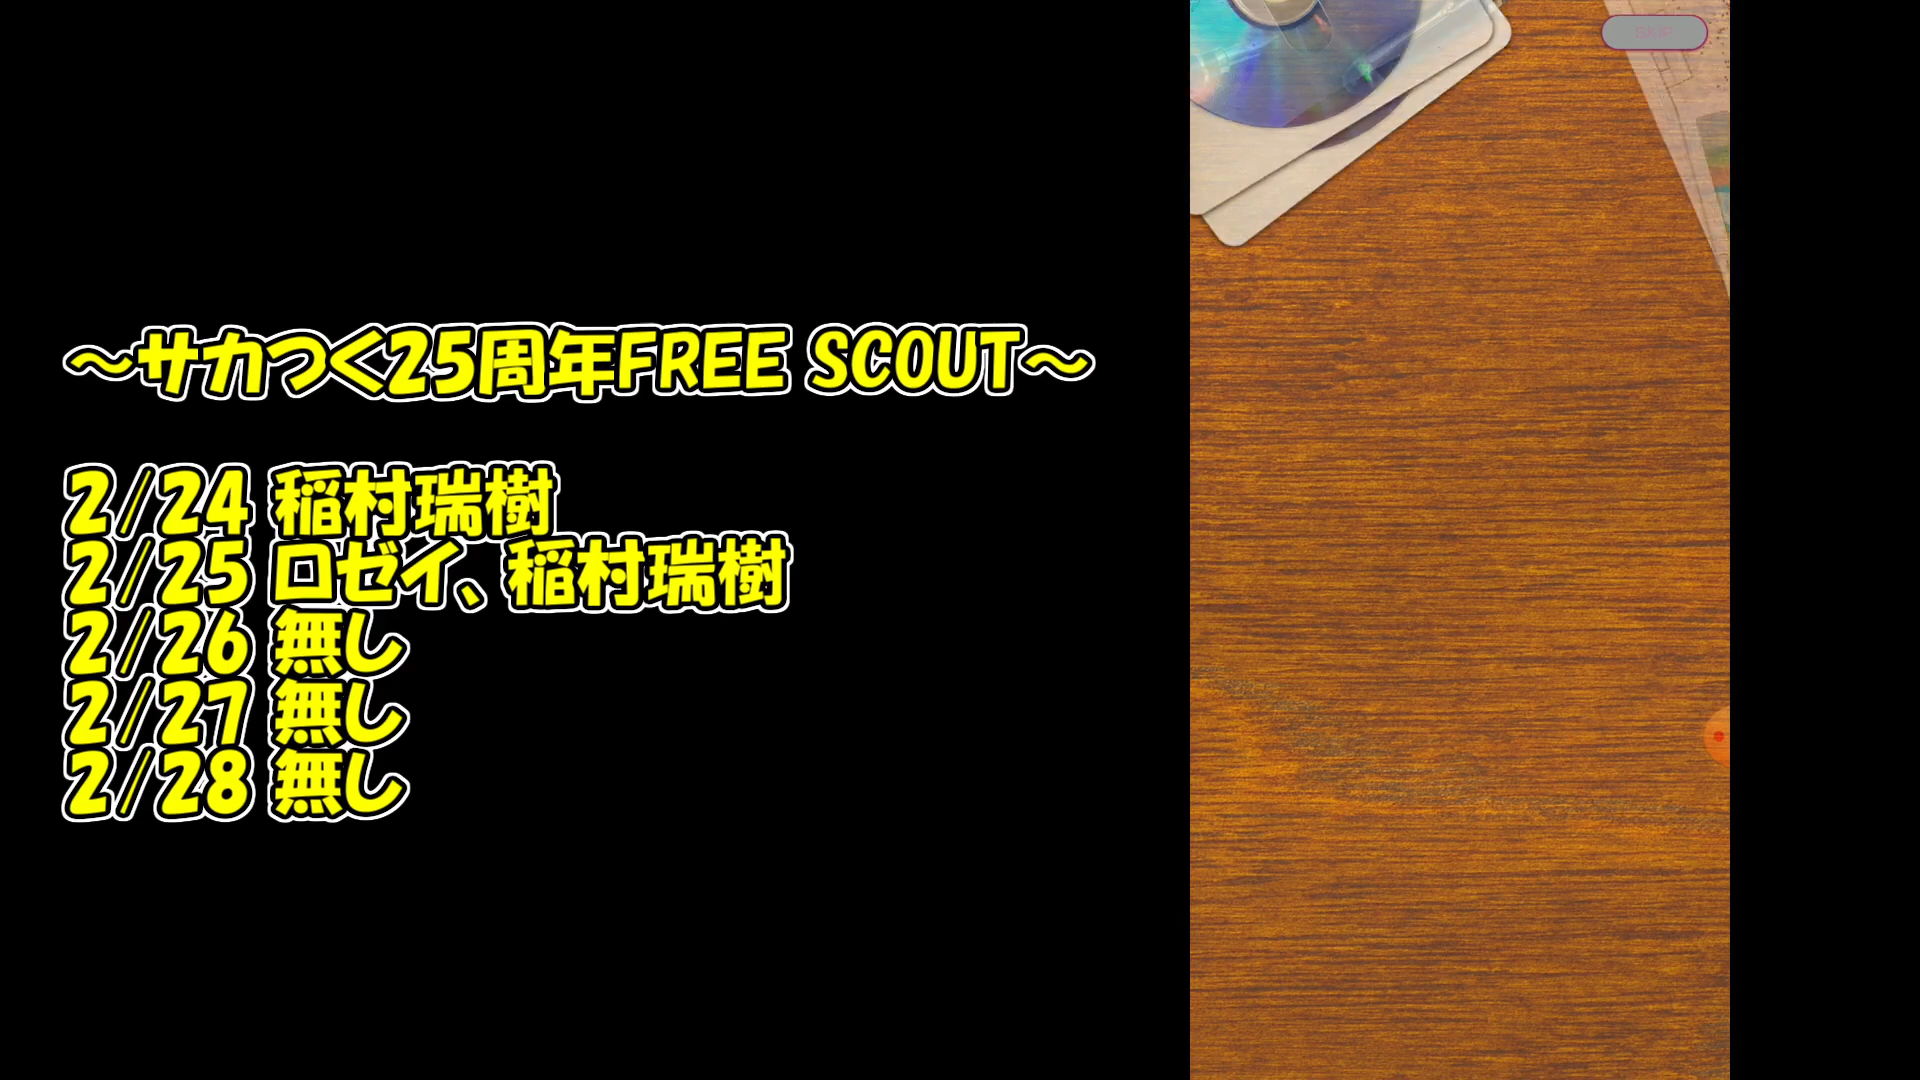 ～サカつく25周年FREE SCOUT～
2/24 稲村瑞樹
2/25 ロゼイ、稲村瑞樹
2/26 無し
2/27 無し
2/28 無し
SKIP